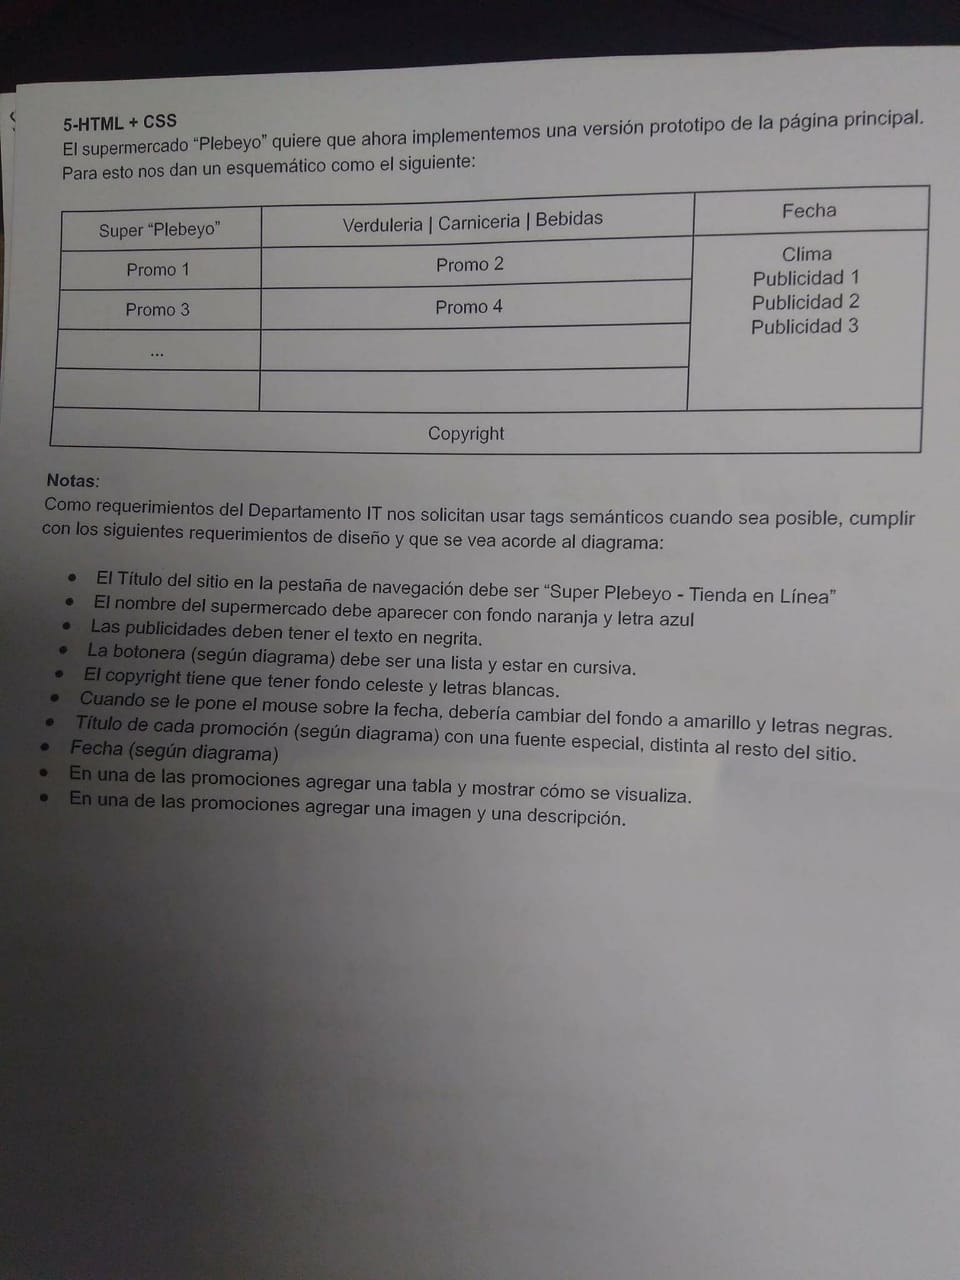 5-HTML + CSS
El supermercado “Plebeyo” quiere que ahora implementemos una versión prototipo de la página principal.
Para esto nos dan un esquemático como el siguiente:
Super “Plebeyo”
Verduleria | Carniceria | Bebidas
Fecha
Promo 1
Promo 2
Clima
Publicidad 1
Publicidad 2
Publicidad 3
Promo 3
Promo 4
...
Copyright
Notas:
Como requerimientos del Departamento IT nos solicitan usar tags semánticos cuando sea posible, cumplir
con los siguientes requerimientos de diseño y que se vea acorde al diagrama:
● El Título del sitio en la pestaña de navegación debe ser “Super Plebeyo - Tienda en Línea”
● El nombre del supermercado debe aparecer con fondo naranja y letra azul
● Las publicidades deben tener el texto en negrita.
● La botonera (según diagrama) debe ser una lista y estar en cursiva.
● El copyright tiene que tener fondo celeste y letras blancas.
● Cuando se le pone el mouse sobre la fecha, debería cambiar del fondo a amarillo y letras negras.
● Título de cada promoción (según diagrama) con una fuente especial, distinta al resto del sitio.
● Fecha (según diagrama)
● En una de las promociones agregar una tabla y mostrar cómo se visualiza.
● En una de las promociones agregar una imagen y una descripción.